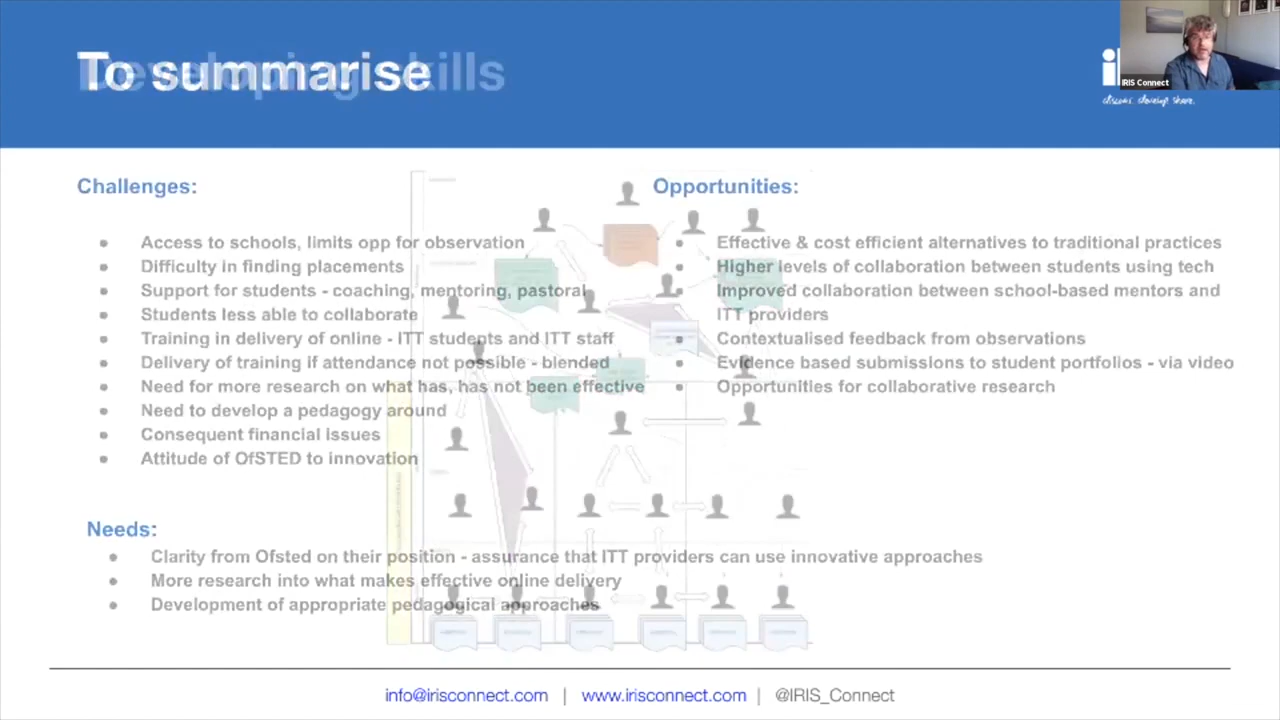 To summarise
Developing skills
IRIS Connect
discuss. develop. share.
Challenges:
Access to schools, limits opp for observation
Difficulty in finding placements
Support for students - coaching, mentoring, pastoral
Students less able to collaborate
Training in delivery of online - ITT students and ITT staff
Delivery of training if attendance not possible - blended
Need for more research on what has, has not been effective
Need to develop a pedagogy around
Consequent financial issues
Attitude of OfSTED to innovation
Opportunities:
Effective & cost efficient alternatives to traditional practices
Higher levels of collaboration between students using tech
Improved collaboration between school-based mentors and
ITT providers
Contextualised feedback from observations
Evidence based submissions to student portfolios - via video
Opportunities for collaborative research
Needs:
Clarity from Ofsted on their position - assurance that ITT providers can use innovative approaches
More research into what makes effective online delivery
Development of appropriate pedagogical approaches
info@irisconnect.com | www.irisconnect.com | @IRIS_Connect